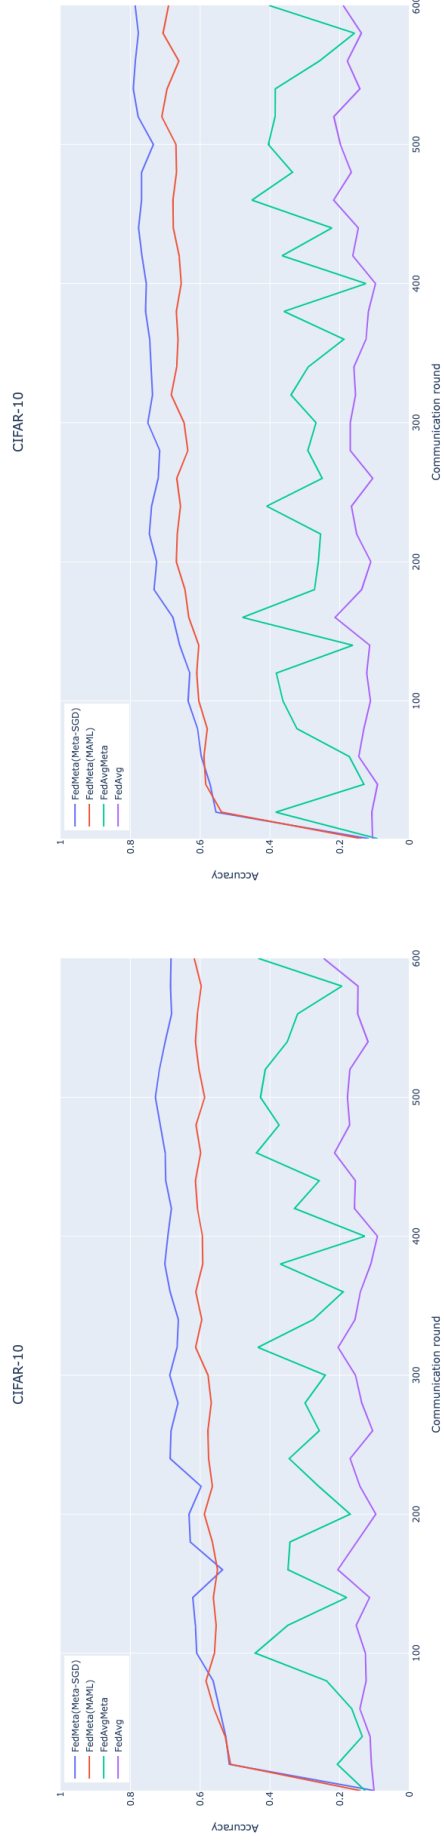 CIFAR-10
1
0.8
0.6
0.4
0.2
0
Accuracy
FedMeta(Meta-SGD)
FedMeta(MAML)
FedAvgMeta
FedAvg
100
200
300
400
500
600
Communication round
CIFAR-10
1
0.8
0.6
0.4
0.2
0
Accuracy
FedMeta(Meta-SGD)
FedMeta(MAML)
FedAvgMeta
FedAvg
100
200
300
400
500
600
Communication round